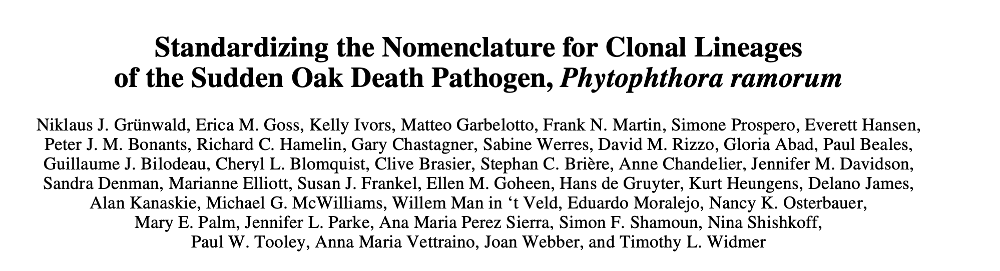 Standardizing the Nomenclature for Clonal Lineages
of the Sudden Oak Death Pathogen, Phytophthora ramorum
Niklaus J. Grünwald, Erica M. Goss, Kelly Ivors, Matteo Garbelotto, Frank N. Martin, Simone Prospero, Everett Hansen,
Peter J. M. Bonants, Richard C. Hamelin, Gary Chastagner, Sabine Werres, David M. Rizzo, Gloria Abad, Paul Beales,
Guillaume J. Bilodeau, Cheryl L. Blomquist, Clive Brasier, Stephan C. Brière, Anne Chandelier, Jennifer M. Davidson,
Sandra Denman, Marianne Elliott, Susan J. Frankel, Ellen M. Goheen, Hans de Gruyter, Kurt Heungens, Delano James,
Alan Kanaskie, Michael G. McWilliams, Willem Man in ‘t Veld, Eduardo Moralejo, Nancy K. Osterbauer,
Mary E. Palm, Jennifer L. Parke, Ana Maria Perez Sierra, Simon F. Shamoun, Nina Shishkoff,
Paul W. Tooley, Anna Maria Vettraino, Joan Webber, and Timothy L. Widmer